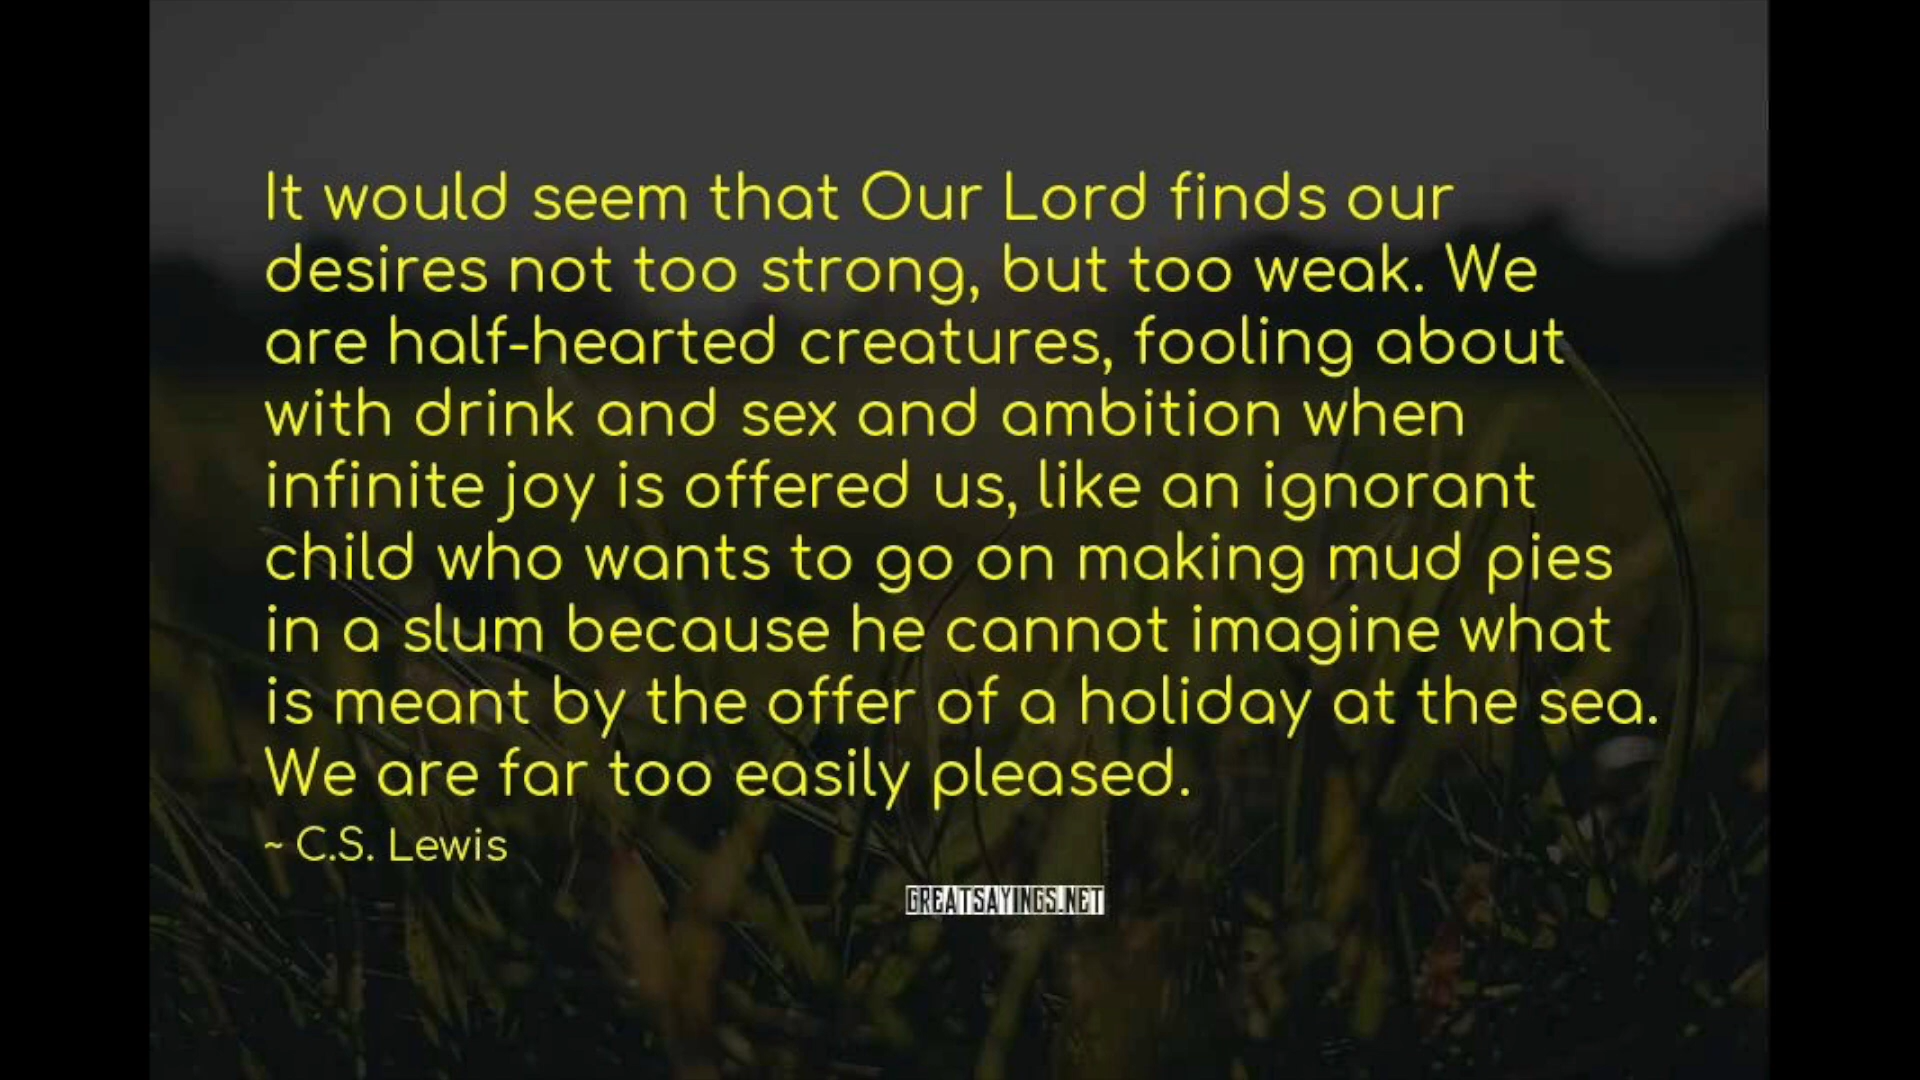 It would seem that Our Lord finds our
desires not too strong, but too weak. We
are half-hearted creatures, fooling about
with drink and sex and ambition when
infinite joy is offered us, like an ignorant
child who wants to go on making mud pies
in a slum because he cannot imagine what
is meant by the offer of a holiday at the sea.
We are far too easily pleased.
~ C.S. Lewis
GREATSAYINGS.NET